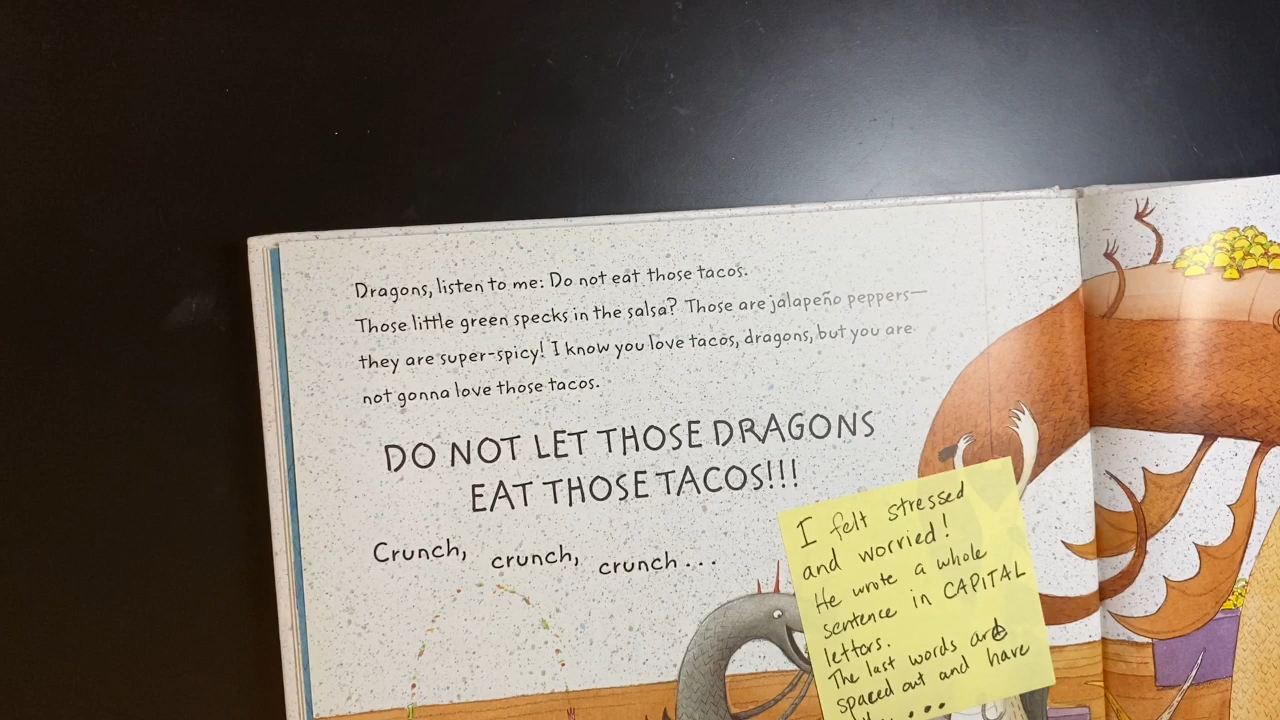 Dragons, listen to me: Do not eat those tacos.
Those little green specks in the salsa? Those are jalapeño peppers—
they are super-spicy! I know you love tacos, dragons, but you are
not gonna love those tacos.
DO NOT LET THOSE DRAGONS
EAT THOSE TACOS!!!
Crunch, crunch, crunch...
I felt stressed
and worried!
He wrote a whole
sentence in CAPITAL
letters.
The last words are
spaced out and have
...